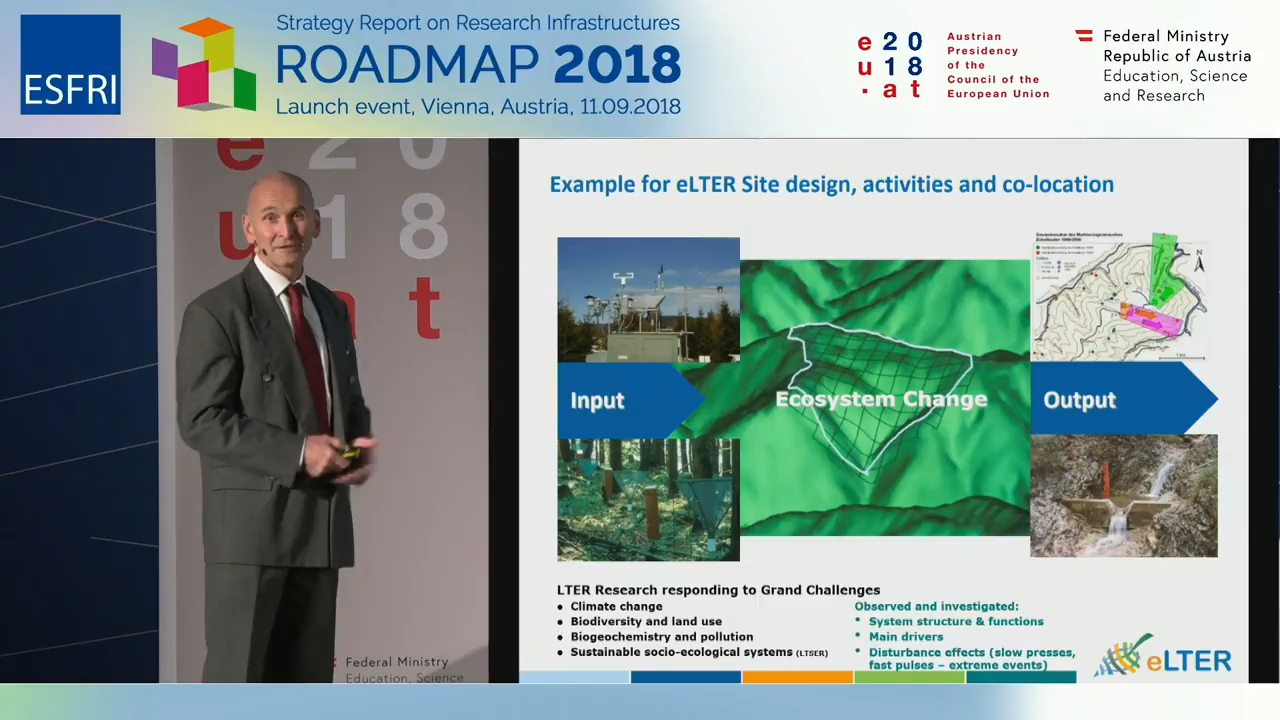 ESFRI
Strategy Report on Research Infrastructures
ROADMAP 2018
Launch event, Vienna, Austria, 11.09.2018
e20
u18
.at
Austrian
Presidency
of the
Council of the
European Union
Federal Ministry
Republic of Austria
Education, Science
and Research
e 2 0
u 1 8
t
Federal Ministry
Education, Science
Example for eLTER Site design, activities and co-location
Input
Ecosystem Change
Output
N
LTER Research responding to Grand Challenges
• Climate change
• Biodiversity and land use
• Biogeochemistry and pollution
• Sustainable socio-ecological systems (LTSER)
Observed and investigated:
• System structure & functions
• Main drivers
• Disturbance effects (slow presses,
fast pulses – extreme events)
eLTER